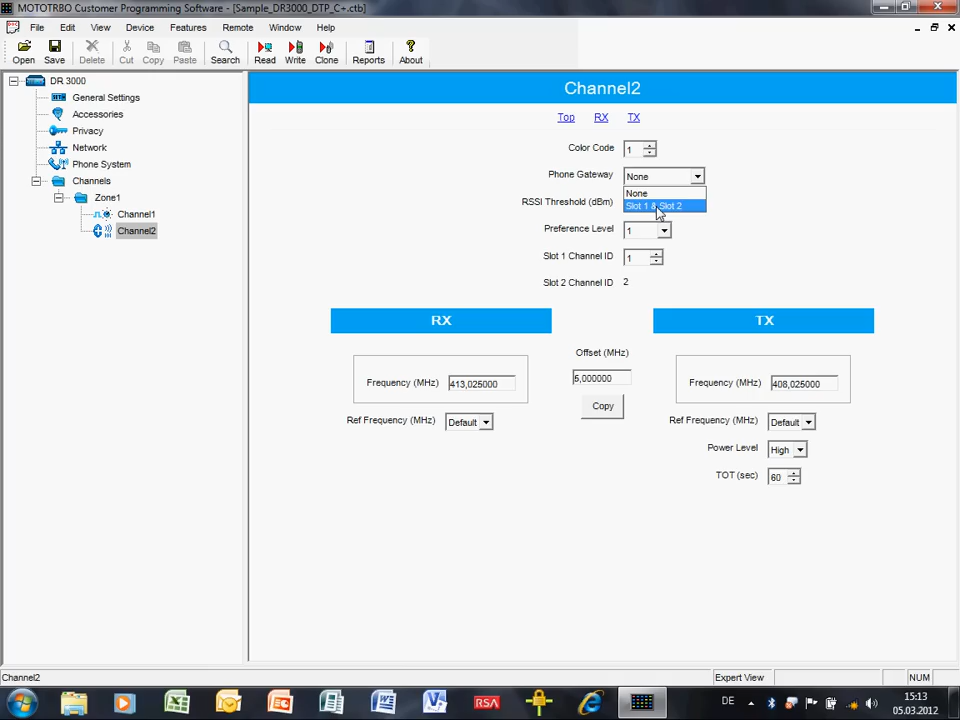 MOTOTRBO Customer Programming Software - [Sample_DR3000_DTP_C+.ctb]
File Edit View Device Features Remote Window Help
Open Save Delete Cut Copy Paste Search Read Write Clone Reports About
DR 3000
General Settings
Accessories
Privacy
Network
Phone System
Channels
Zone1
Channel1
Channel2
Channel2
Top RX TX
Color Code 1
Phone Gateway None
None
Slot 1 & Slot 2
RSSI Threshold (dBm)
Preference Level 1
Slot 1 Channel ID 1
Slot 2 Channel ID 2
RX
Frequency (MHz) 413,025000
Ref Frequency (MHz) Default
Offset (MHz)
5,000000
Copy
TX
Frequency (MHz) 408,025000
Ref Frequency (MHz) Default
Power Level High
TOT (sec) 60
Channel2 Expert View NUM
RSA
DE
15:13
05.03.2012